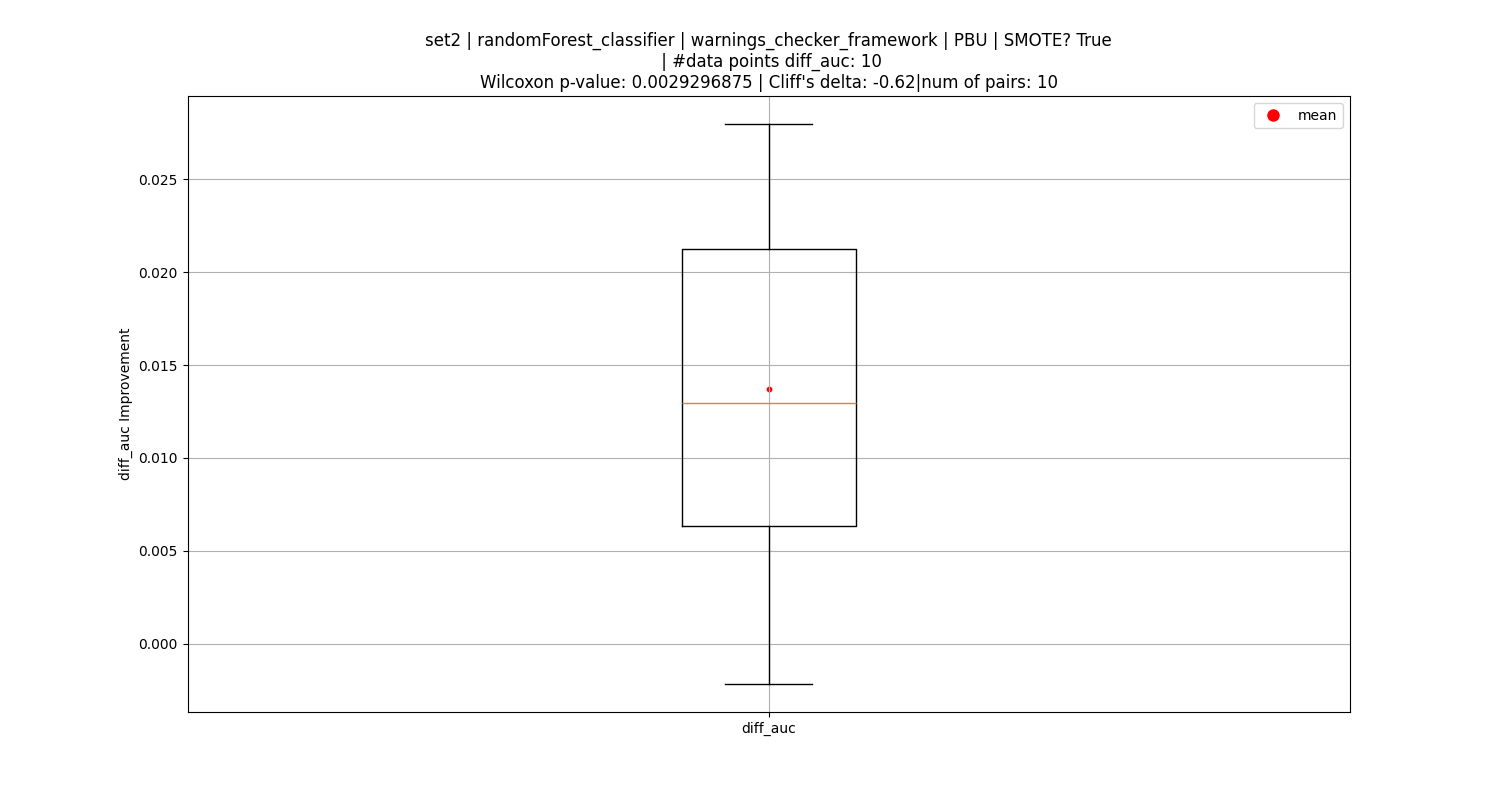 set2 | randomForest_classifier | warnings_checker_framework | PBU | SMOTE? True
| #data points diff_auc: 10
Wilcoxon p-value: 0.0029296875 | Cliff's delta: -0.62|num of pairs: 10
mean
0.025
0.020
0.015
0.010
0.005
0.000
diff_auc Improvement
diff_auc